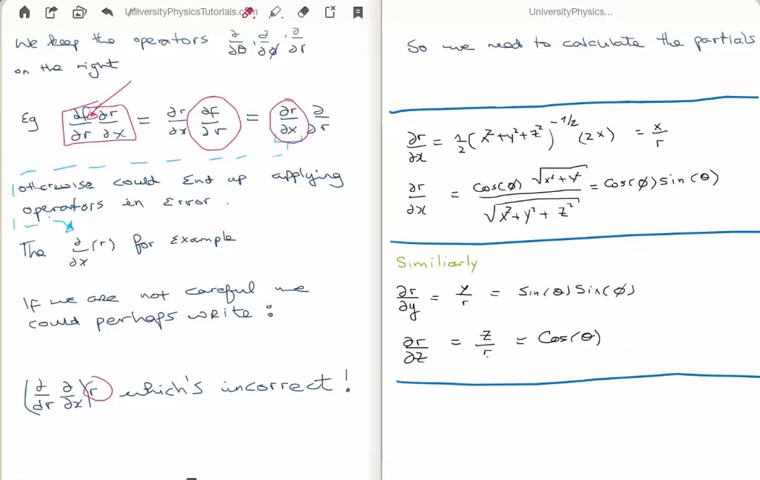 UniversityPhysicsTutorials.com
We keep the operators ∂/∂θ, ∂/∂ϕ, ∂/∂r
on the right
Eg ∂f/∂r ∂r/∂x = ∂r/∂x ∂f/∂r = ∂r/∂x ∂/∂r
otherwise could End up applying
operators in Error.
The ∂/∂x (r) for Example
If we are not careful we
could perhaps write :
(∂/∂r ∂/∂x) r which's incorrect !
UniversityPhysics...
So we need to calculate the partials
∂r/∂x = 1/2 (x²+y²+z²)^-1/2 (2x) = x/r
∂r/∂x = cos(ϕ) √x²+y² / √x²+y²+z² = cos(ϕ) sin(θ)
Similiarly
∂r/∂y = y/r = sin(θ) sin(ϕ)
∂r/∂z = z/r = cos(θ)